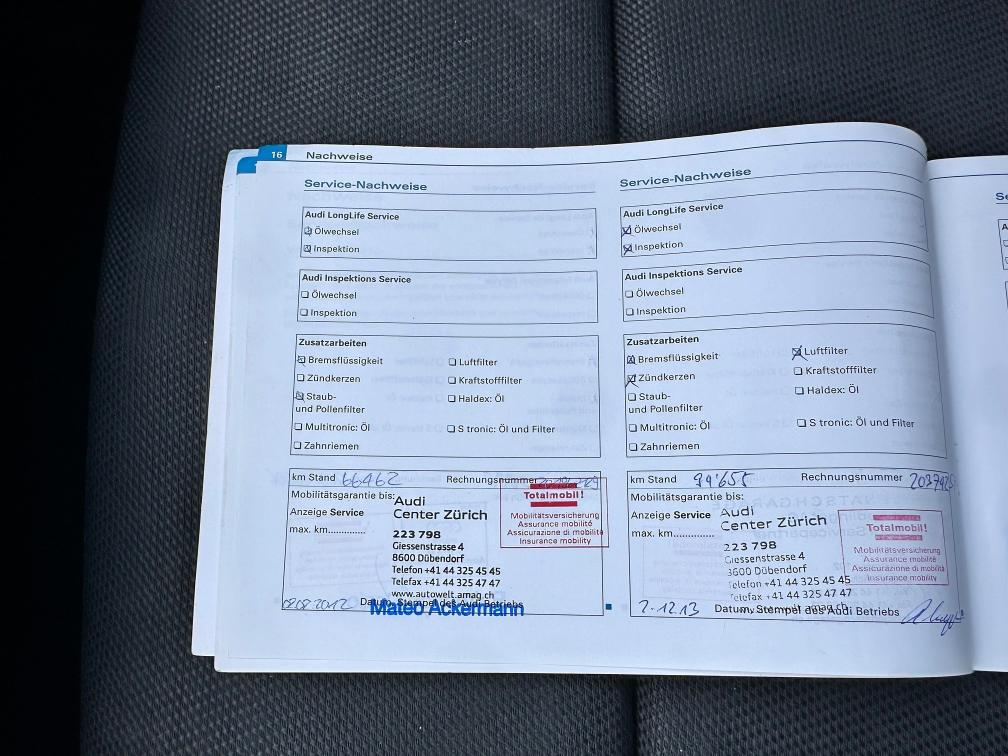 16 Nachweise
Service-Nachweise
Audi LongLife Service
Ölwechsel
Inspektion
Audi Inspektions Service
Ölwechsel
Inspektion
Zusatzarbeiten
Bremsflüssigkeit
Luftfilter
Zündkerzen
Kraftstofffilter
Staub-
und Pollenfilter
Haldex: Öl
Multitronic: Öl
S tronic: Öl und Filter
Zahnriemen
km Stand 66462 Rechnungsnummer
Mobilitätsgarantie bis:
Anzeige Service
max. km..............
Audi
Center Zürich
223 798
Giessenstrasse 4
8600 Dübendorf
Telefon +41 44 325 45 45
Telefax +41 44 325 47 47
www.autowelt.amag.ch
Totalmobil!
Mobilitätsversicherung
Assurance mobilité
Assicurazione di mobilità
Insurance mobility
08.08.2012 Datum, Stempel des Audi Betriebs
Mateo Ackermann
Service-Nachweise
Audi LongLife Service
Ölwechsel
Inspektion
Audi Inspektions Service
Ölwechsel
Inspektion
Zusatzarbeiten
Bremsflüssigkeit
Luftfilter
Zündkerzen
Kraftstofffilter
Staub-
und Pollenfilter
Haldex: Öl
Multitronic: Öl
S tronic: Öl und Filter
Zahnriemen
km Stand 94'655 Rechnungsnummer
Mobilitätsgarantie bis:
Anzeige Service
max. km..............
Audi
Center Zürich
223 798
Giessenstrasse 4
8600 Dübendorf
Telefon +41 44 325 45 45
Telefax +41 44 325 47 47
Totalmobil!
Mobilitätsversicherung
Assurance mobilité
Assicurazione di mobilità
Insurance mobility
2.12.13 Datum, Stempel des Audi Betriebs